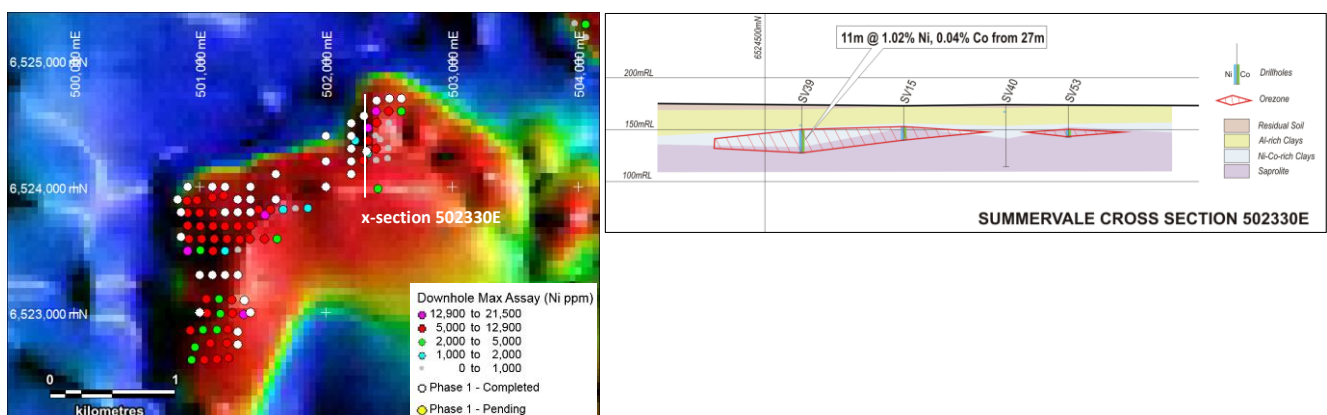 500,000 mE
501,000 mE
502,000 mE
503,000 mE
504,000 mE
6,525,000 mN
6,524,000 mN
6,523,000 mN
x-section 502330E
Downhole Max Assay (Ni ppm)
12,900 to 21,500
5,000 to 12,900
2,000 to 5,000
1,000 to 2,000
0 to 1,000
Phase 1 - Completed
Phase 1 - Pending
0 1
kilometres
11m @ 1.02% Ni, 0.04% Co from 27m
6524500mN
200mRL
150mRL
100mRL
SV39
SV15
SV40
SV53
Ni Co Drillholes
Orezone
Residual Soil
Al-rich Clays
Ni-Co-rich Clays
Saprolite
SUMMERVALE CROSS SECTION 502330E